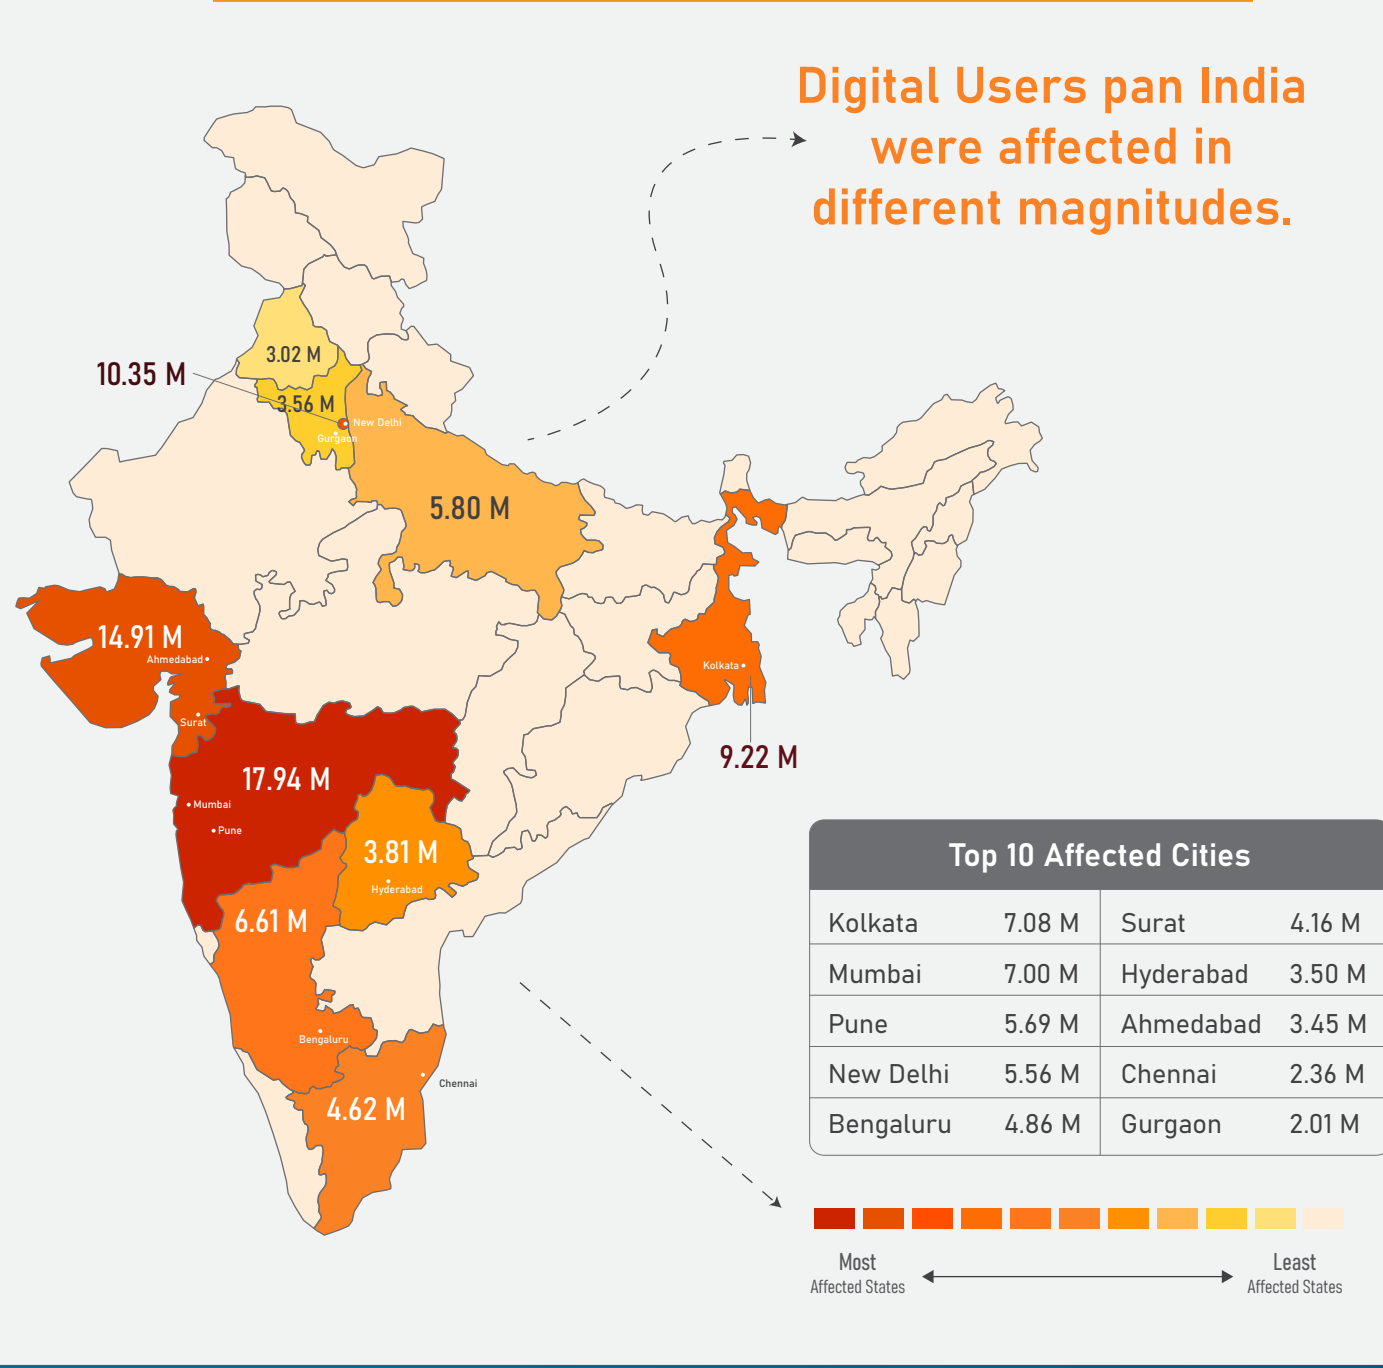 Digital Users pan India
were affected in
different magnitudes.
3.02 M
10.35 M
3.56 M
New Delhi
Gurgaon
5.80 M
14.91 M
Ahmedabad
Kolkata
Surat
9.22 M
17.94 M
Mumbai
Pune
3.81 M
Hyderabad
6.61 M
Bengaluru
Chennai
4.62 M
Top 10 Affected Cities
Kolkata 7.08 M Surat 4.16 M
Mumbai 7.00 M Hyderabad 3.50 M
Pune 5.69 M Ahmedabad 3.45 M
New Delhi 5.56 M Chennai 2.36 M
Bengaluru 4.86 M Gurgaon 2.01 M
Most Least
Affected States Affected States